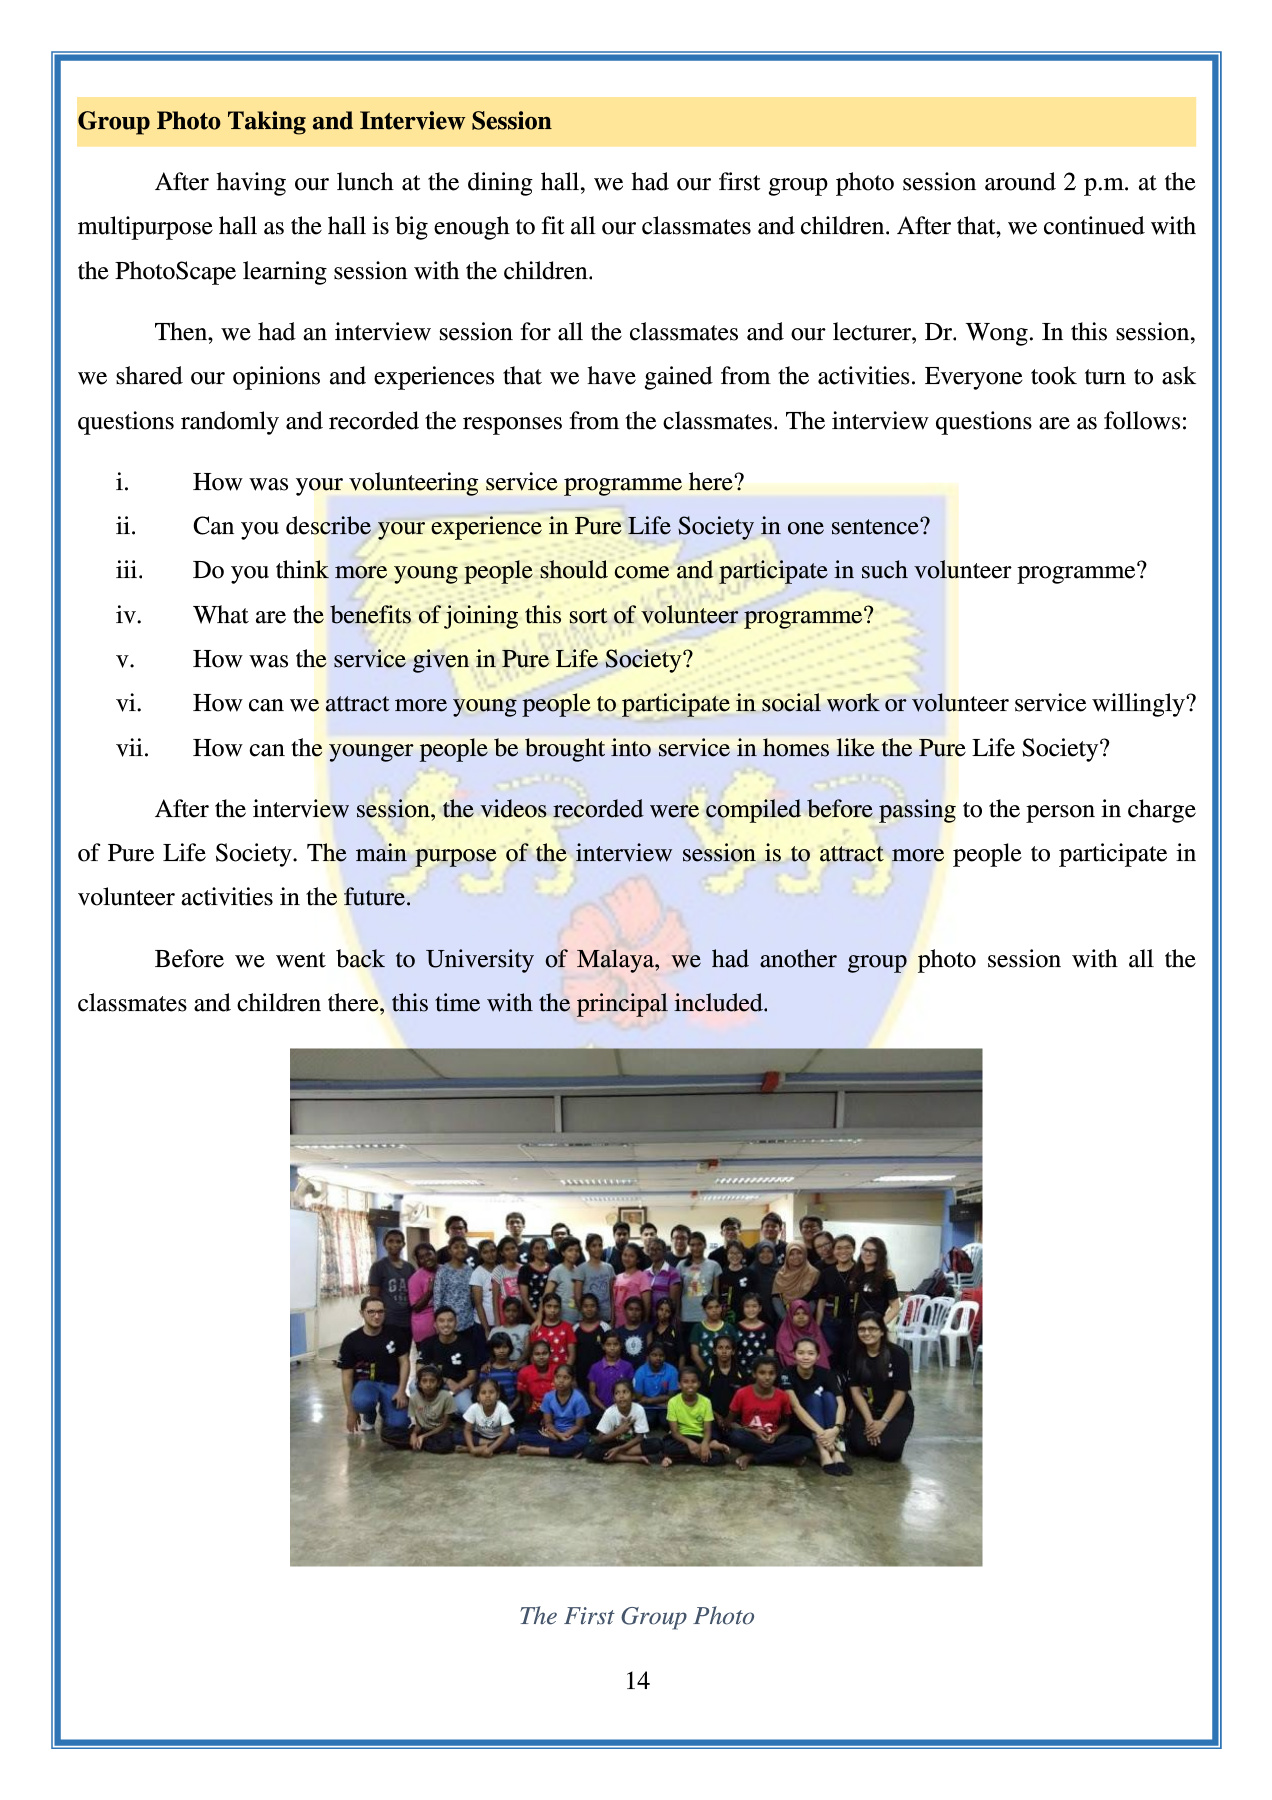 Group Photo Taking and Interview Session
After having our lunch at the dining hall, we had our first group photo session around 2 p.m. at the
multipurpose hall as the hall is big enough to fit all our classmates and children. After that, we continued with
the PhotoScape learning session with the children.
Then, we had an interview session for all the classmates and our lecturer, Dr. Wong. In this session,
we shared our opinions and experiences that we have gained from the activities. Everyone took turn to ask
questions randomly and recorded the responses from the classmates. The interview questions are as follows:
i. How was your volunteering service programme here?
ii. Can you describe your experience in Pure Life Society in one sentence?
iii. Do you think more young people should come and participate in such volunteer programme?
iv. What are the benefits of joining this sort of volunteer programme?
v. How was the service given in Pure Life Society?
vi. How can we attract more young people to participate in social work or volunteer service willingly?
vii. How can the younger people be brought into service in homes like the Pure Life Society?
ILMU PUNCHA KEMAJUAN
After the interview session, the videos recorded were compiled before passing to the person in charge
of Pure Life Society. The main purpose of the interview session is to attract more people to participate in
volunteer activities in the future.
Before we went back to University of Malaya, we had another group photo session with all the
classmates and children there, this time with the principal included.
The First Group Photo
14